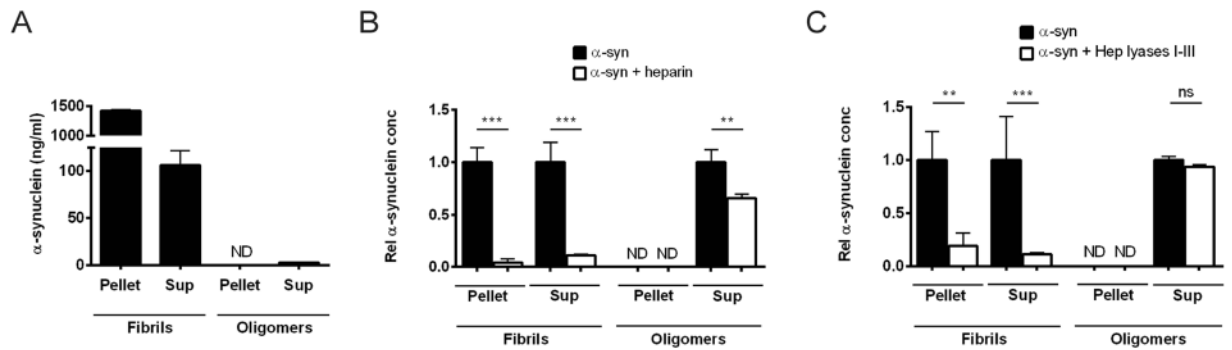 A
α-synuclein (ng/ml)
1500
1000
100
50
0
ND
Pellet Sup Pellet Sup
Fibrils Oligomers
B
α-syn
α-syn + heparin
Rel α-synuclein conc
1.5
1.0
0.5
0.0
*** *** **
ND ND
Pellet Sup Pellet Sup
Fibrils Oligomers
C
α-syn
α-syn + Hep lyases I-III
Rel α-synuclein conc
1.5
1.0
0.5
0.0
** *** ns
ND ND
Pellet Sup Pellet Sup
Fibrils Oligomers